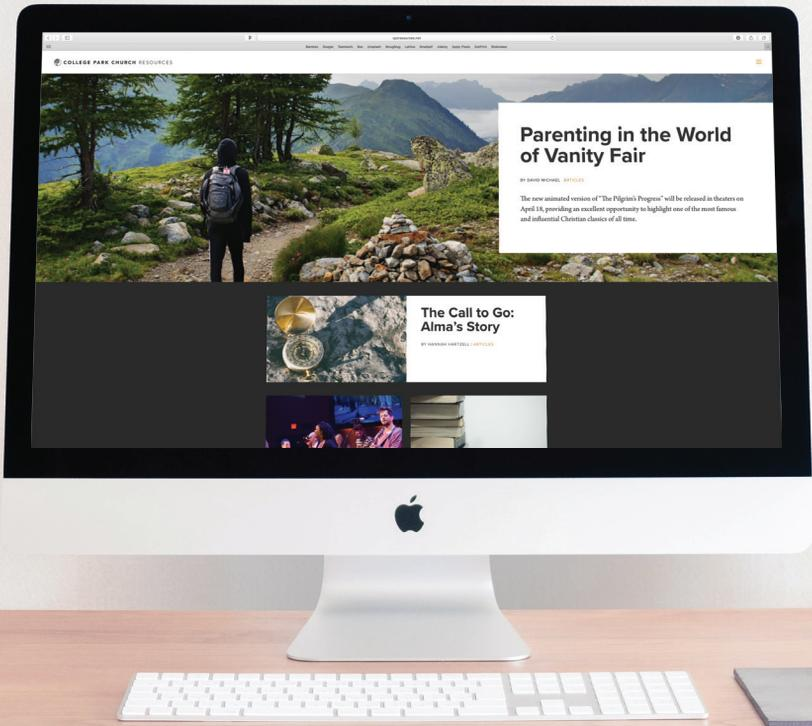 COLLEGE PARK CHURCH RESOURCES
Parenting in the World
of Vanity Fair
BY DAVID MICHAEL ARTICLES
The new animated version of "The Pilgrim's Progress" will be released in theaters on
April 18, providing an excellent opportunity to highlight one of the most famous
and influential Christian classics of all time.
The Call to Go:
Alma's Story
BY HANNAH HARTZELL | ARTICLES